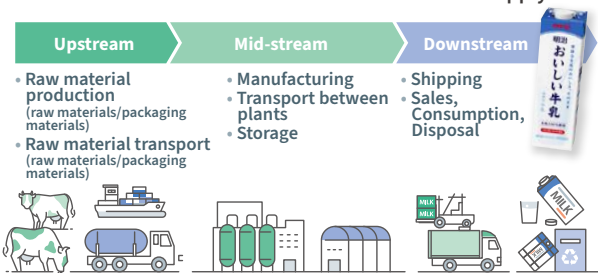 Upstream
Mid-stream
Downstream
• Raw material
production
(raw materials/packaging
materials)
• Raw material transport
(raw materials/packaging
materials)
• Manufacturing
• Transport between
plants
• Storage
• Shipping
• Sales,
Consumption,
Disposal
明治
おいしい牛乳
MILK
MILK
MILK